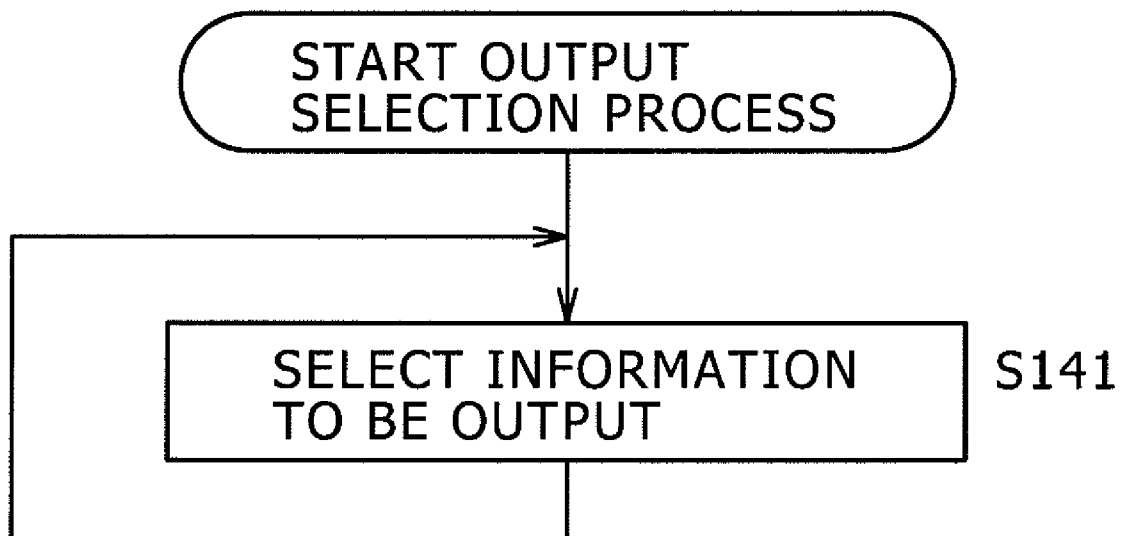 START OUTPUT
SELECTION PROCESS
SELECT INFORMATION
TO BE OUTPUT
S141